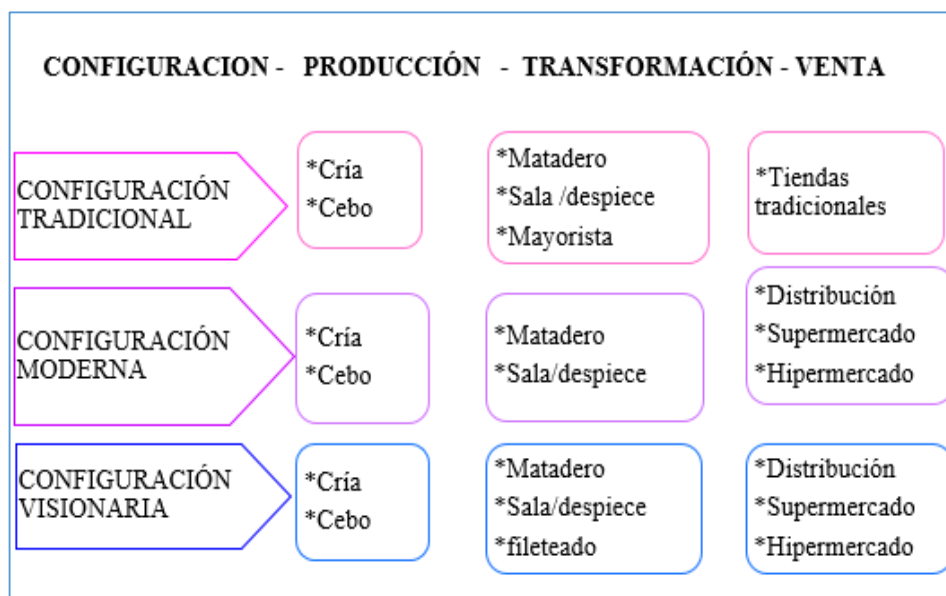 CONFIGURACION - PRODUCCIÓN - TRANSFORMACIÓN - VENTA
CONFIGURACIÓN
TRADICIONAL
*Cría
*Cebo
*Matadero
*Sala /despiece
*Mayorista
*Tiendas
tradicionales
CONFIGURACIÓN
MODERNA
*Cría
*Cebo
*Matadero
*Sala/despiece
*Distribución
*Supermercado
*Hipermercado
CONFIGURACIÓN
VISIONARIA
*Cría
*Cebo
*Matadero
*Sala/despiece
*fileteado
*Distribución
*Supermercado
*Hipermercado